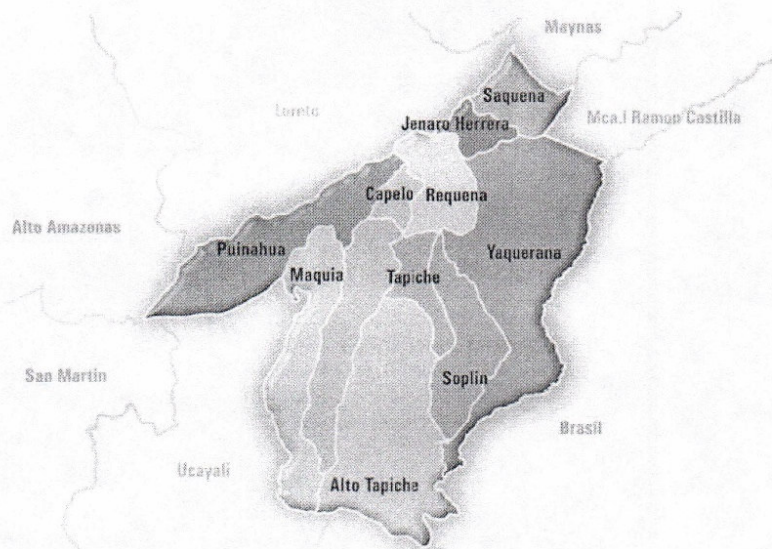 Maynas
Saquena
Loreto
Jenaro Herrera
Mca.l Ramon Castilla
Capelo
Requena
Alto Amazonas
Puinahua
Maquia
Tapiche
Yaquerana
San Martin
Soplin
Brasil
Ucayali
Alto Tapiche